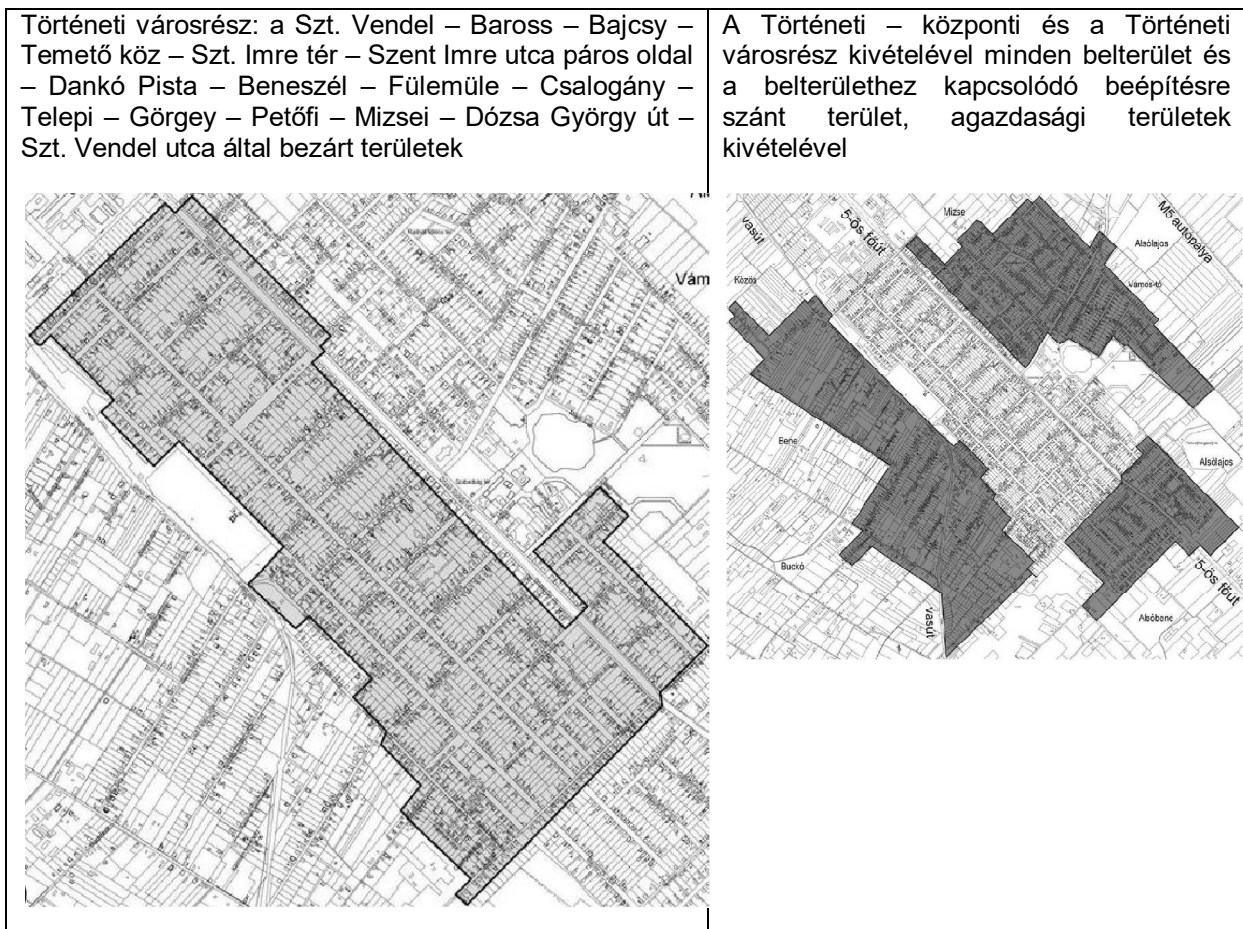 Történeti városrész: a Szt. Vendel – Baross – Bajcsy –
Temető köz – Szt. Imre tér – Szent Imre utca páros oldal
– Dankó Pista – Beneszél – Fülemüle – Csalogány –
Telepi – Görgey – Petőfi – Mizsei – Dózsa György út –
Szt. Vendel utca által bezárt területek
A Történeti – központi és a Történeti
városrész kivételével minden belterület és
a belterülethez kapcsolódó beépítésre
szánt terület, agazdasági területek
kivételével
Vám
Szabadság tér
vasút
5-ös főút
Mizse
M5 autópálya
Alsólajos
Közös
Vámos-tó
Bene
Alsólajos
Buckó
5-ös főút
Alsóbene
vasút